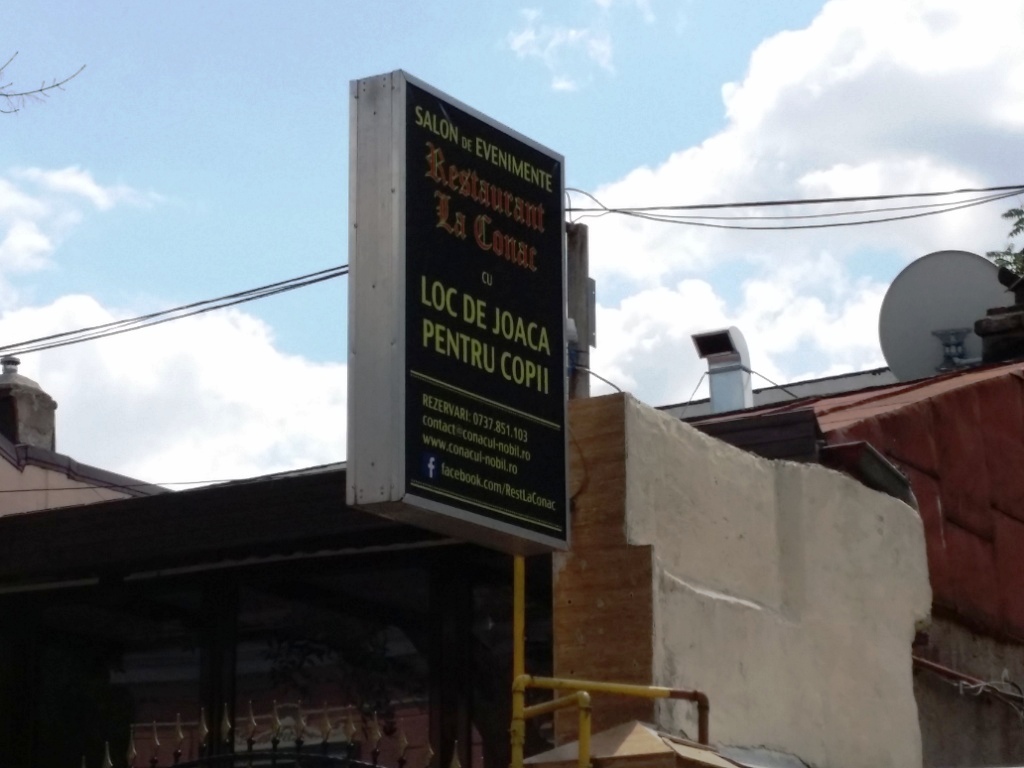 SALON DE EVENIMENTE
Restaurant
La Conac
CU
LOC DE JOACA
PENTRU COPII
REZERVARI: 0737.851.103
contact@conacul-nobil.ro
www.conacul-nobil.ro
f facebook.com/RestLaConac